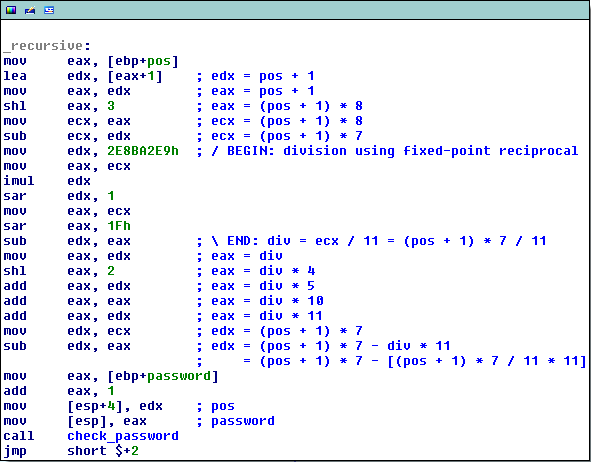 _recursive:
mov eax, [ebp+pos]
lea edx, [eax+1] ; edx = pos + 1
mov eax, edx ; eax = pos + 1
shl eax, 3 ; eax = (pos + 1) * 8
mov ecx, eax ; ecx = (pos + 1) * 8
sub ecx, edx ; ecx = (pos + 1) * 7
mov edx, 2E8BA2E9h ; / BEGIN: division using fixed-point reciprocal
mov eax, ecx
imul edx
sar edx, 1
mov eax, ecx
sar eax, 1Fh
sub edx, eax ; \ END: div = ecx / 11 = (pos + 1) * 7 / 11
mov eax, edx ; eax = div
shl eax, 2 ; eax = div * 4
add eax, edx ; eax = div * 5
add eax, eax ; eax = div * 10
add eax, edx ; eax = div * 11
mov edx, ecx ; edx = (pos + 1) * 7
sub edx, eax ; edx = (pos + 1) * 7 - div * 11
; = (pos + 1) * 7 - [(pos + 1) * 7 / 11 * 11]
mov eax, [ebp+password]
add eax, 1
mov [esp+4], edx ; pos
mov [esp], eax ; password
call check_password
jmp short $+2